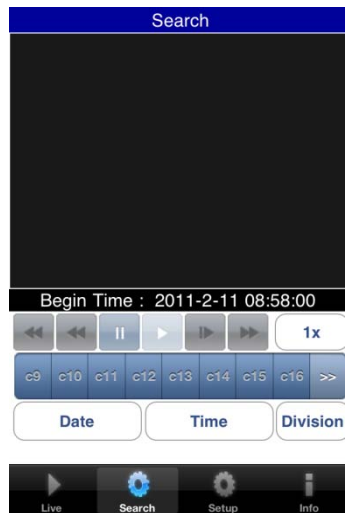 Search
Begin Time : 2011-2-11 08:58:00
1x
c9 c10 c11 c12 c13 c14 c15 c16 >>
Date Time Division
Live Search Setup Info